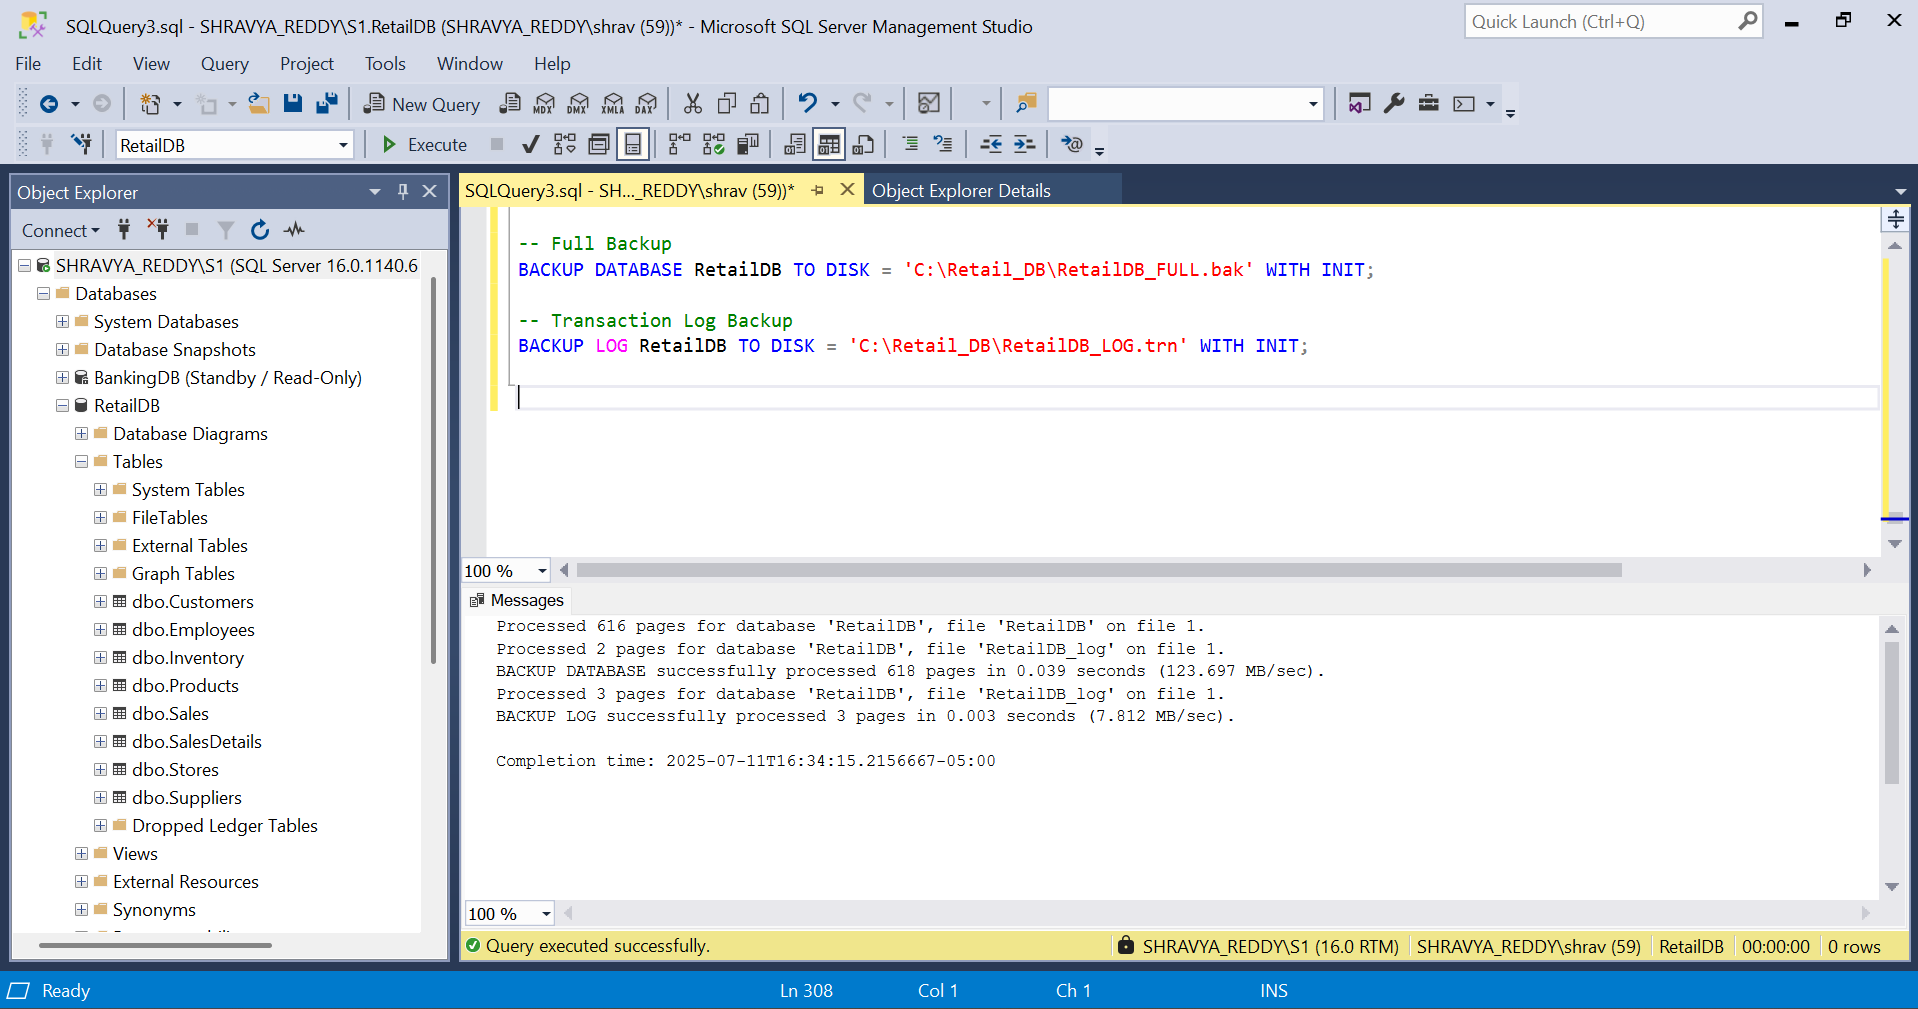 SQLQuery3.sql - SHRAVYA_REDDY\S1.RetailDB (SHRAVYA_REDDY\shrav (59))* - Microsoft SQL Server Management Studio
Quick Launch (Ctrl+Q)
File Edit View Query Project Tools Window Help
New Query MDX DMX XMLA DAX
RetailDB Execute
Object Explorer
Connect
SHRAVYA_REDDY\S1 (SQL Server 16.0.1140.6
Databases
System Databases
Database Snapshots
BankingDB (Standby / Read-Only)
RetailDB
Database Diagrams
Tables
System Tables
FileTables
External Tables
Graph Tables
dbo.Customers
dbo.Employees
dbo.Inventory
dbo.Products
dbo.Sales
dbo.SalesDetails
dbo.Stores
dbo.Suppliers
Dropped Ledger Tables
Views
External Resources
Synonyms
SQLQuery3.sql - SH..._REDDY\shrav (59))* Object Explorer Details
-- Full Backup
BACKUP DATABASE RetailDB TO DISK = 'C:\Retail_DB\RetailDB_FULL.bak' WITH INIT;
-- Transaction Log Backup
BACKUP LOG RetailDB TO DISK = 'C:\Retail_DB\RetailDB_LOG.trn' WITH INIT;
100 %
Messages
Processed 616 pages for database 'RetailDB', file 'RetailDB' on file 1.
Processed 2 pages for database 'RetailDB', file 'RetailDB_log' on file 1.
BACKUP DATABASE successfully processed 618 pages in 0.039 seconds (123.697 MB/sec).
Processed 3 pages for database 'RetailDB', file 'RetailDB_log' on file 1.
BACKUP LOG successfully processed 3 pages in 0.003 seconds (7.812 MB/sec).
Completion time: 2025-07-11T16:34:15.2156667-05:00
100 %
Query executed successfully. SHRAVYA_REDDY\S1 (16.0 RTM) SHRAVYA_REDDY\shrav (59) RetailDB 00:00:00 0 rows
Ready Ln 308 Col 1 Ch 1 INS